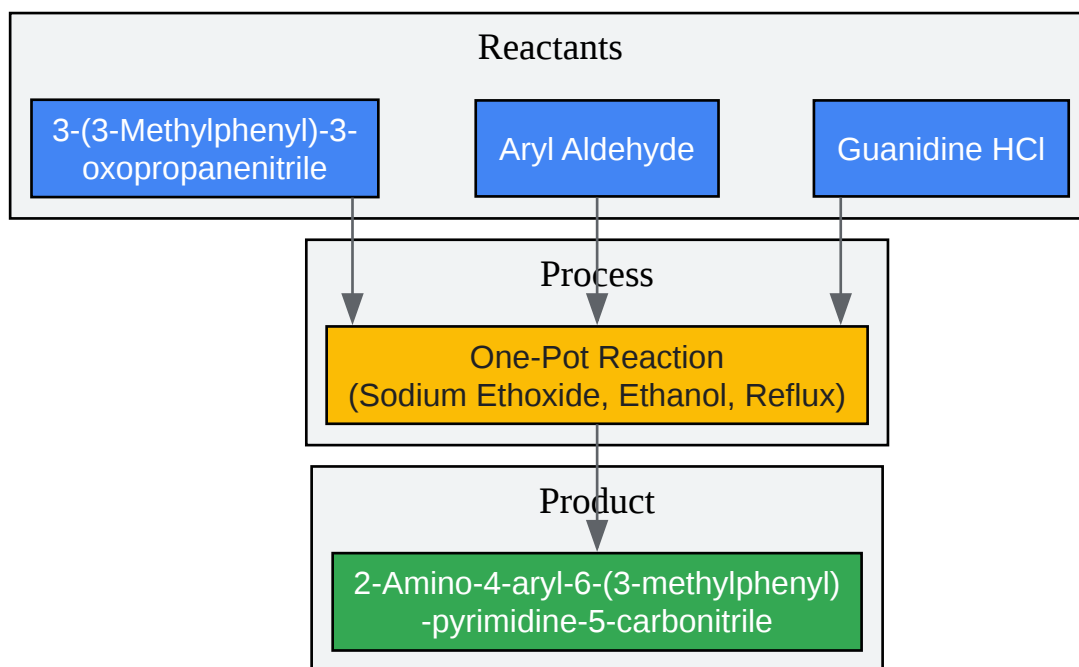 Reactants
3-(3-Methylphenyl)-3-
oxopropanenitrile
Aryl Aldehyde
Guanidine HCl
Process
One-Pot Reaction
(Sodium Ethoxide, Ethanol, Reflux)
Product
2-Amino-4-aryl-6-(3-methylphenyl)
-pyrimidine-5-carbonitrile